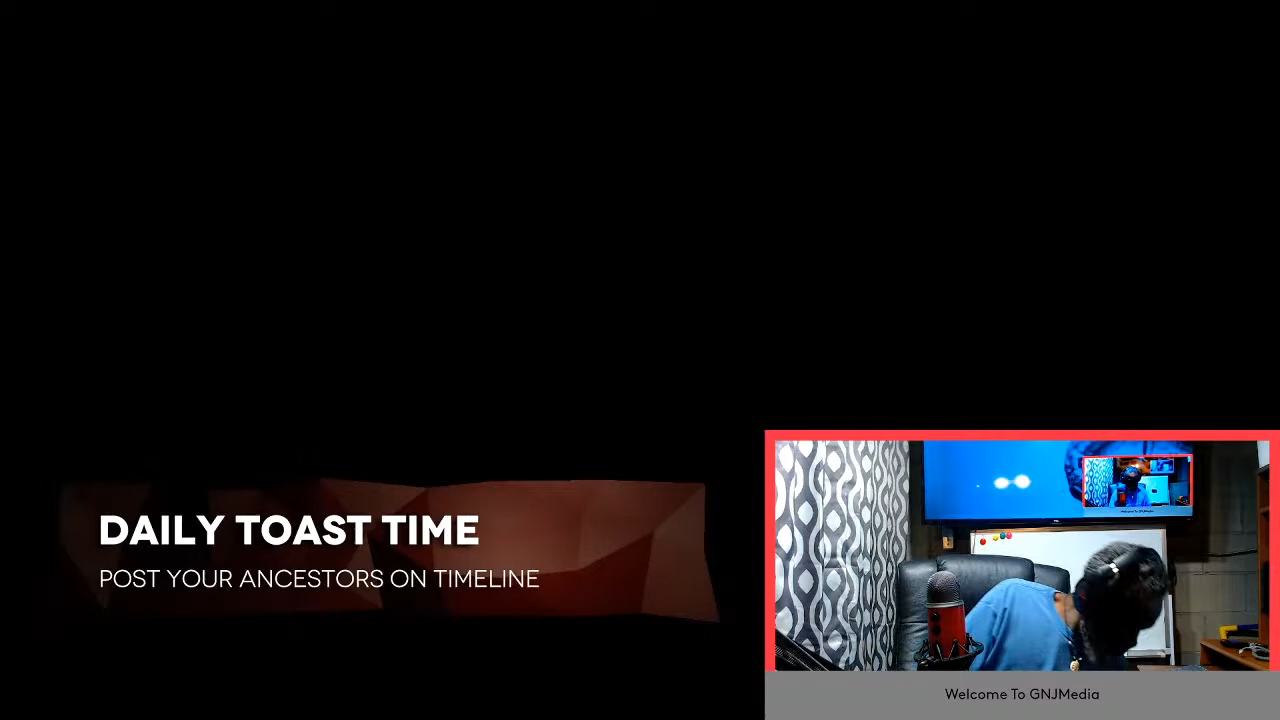 DAILY TOAST TIME
POST YOUR ANCESTORS ON TIMELINE
Welcome To GNJMedia